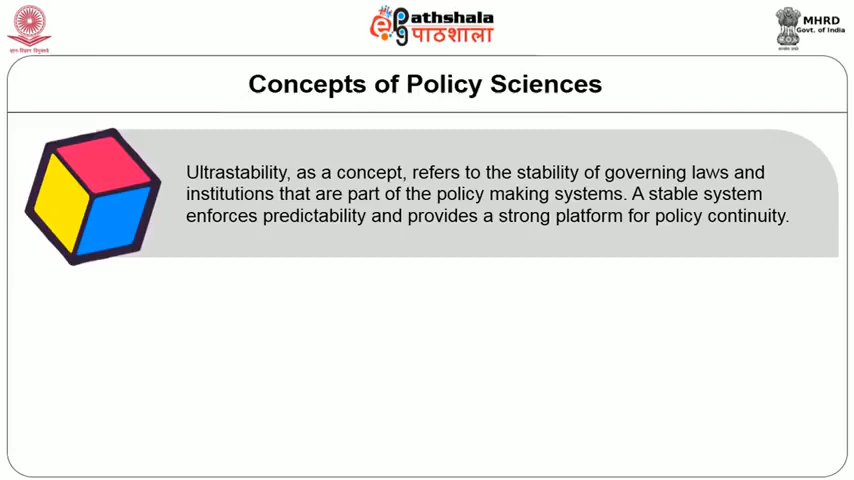 ePathshala
पाठशाला
MHRD
Govt. of India
Concepts of Policy Sciences
Ultrastability, as a concept, refers to the stability of governing laws and
institutions that are part of the policy making systems. A stable system
enforces predictability and provides a strong platform for policy continuity.